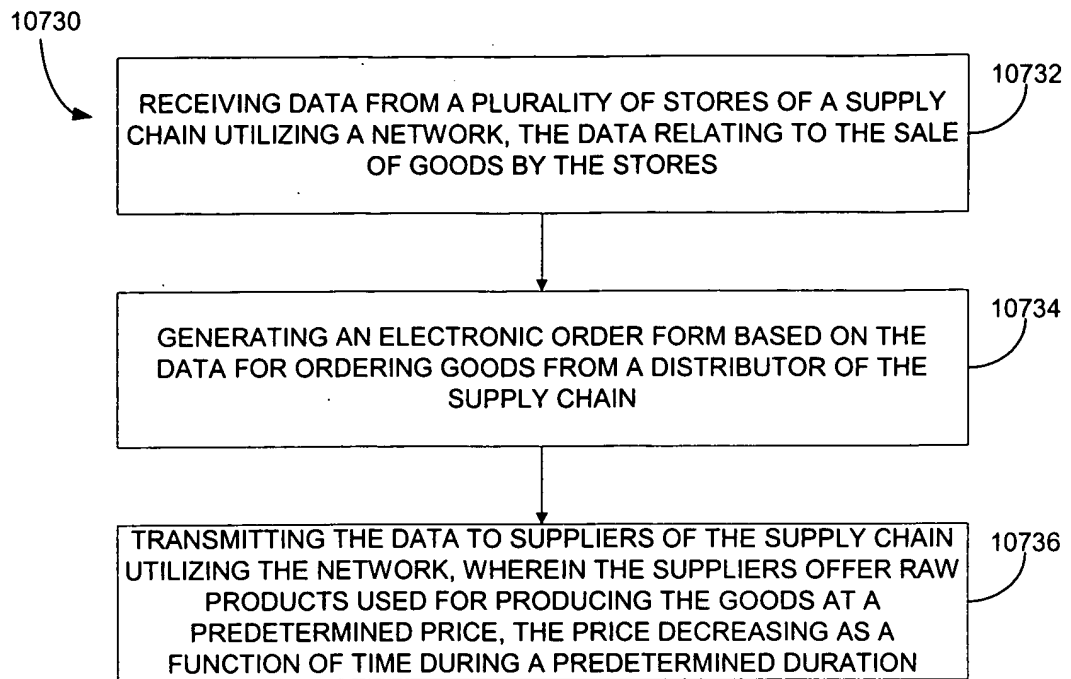 10730
10732
RECEIVING DATA FROM A PLURALITY OF STORES OF A SUPPLY
CHAIN UTILIZING A NETWORK, THE DATA RELATING TO THE SALE
OF GOODS BY THE STORES
10734
GENERATING AN ELECTRONIC ORDER FORM BASED ON THE
DATA FOR ORDERING GOODS FROM A DISTRIBUTOR OF THE
SUPPLY CHAIN
10736
TRANSMITTING THE DATA TO SUPPLIERS OF THE SUPPLY CHAIN
UTILIZING THE NETWORK, WHEREIN THE SUPPLIERS OFFER RAW
PRODUCTS USED FOR PRODUCING THE GOODS AT A
PREDETERMINED PRICE, THE PRICE DECREASING AS A
FUNCTION OF TIME DURING A PREDETERMINED DURATION